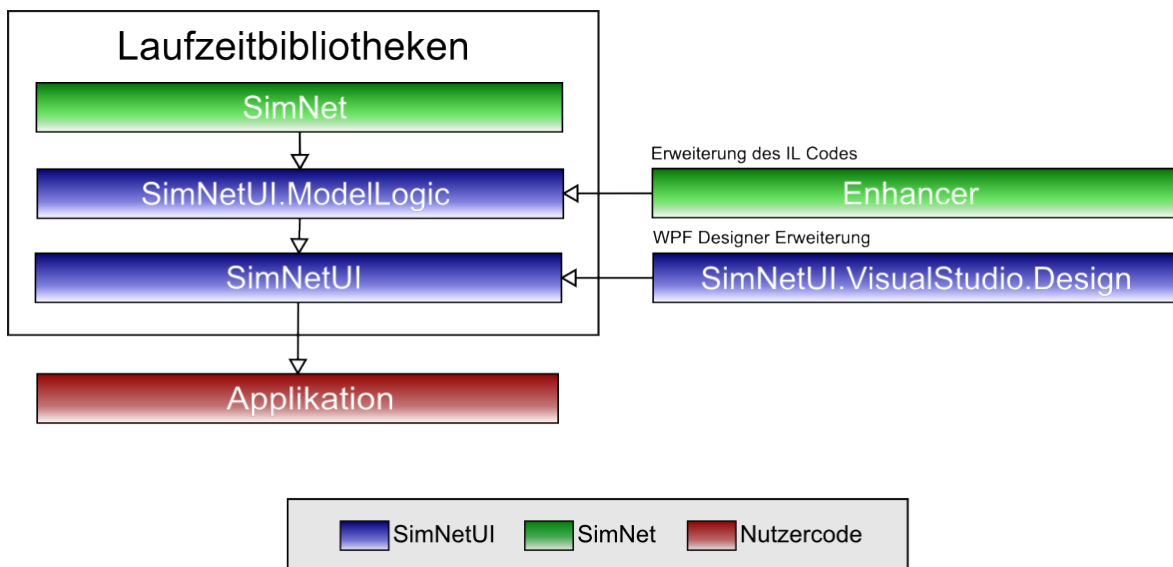 Laufzeitbibliotheken
SimNet
SimNetUI.ModelLogic
SimNetUI
Applikation
Erweiterung des IL Codes
Enhancer
WPF Designer Erweiterung
SimNetUI.VisualStudio.Design
SimNetUI
SimNet
Nutzercode